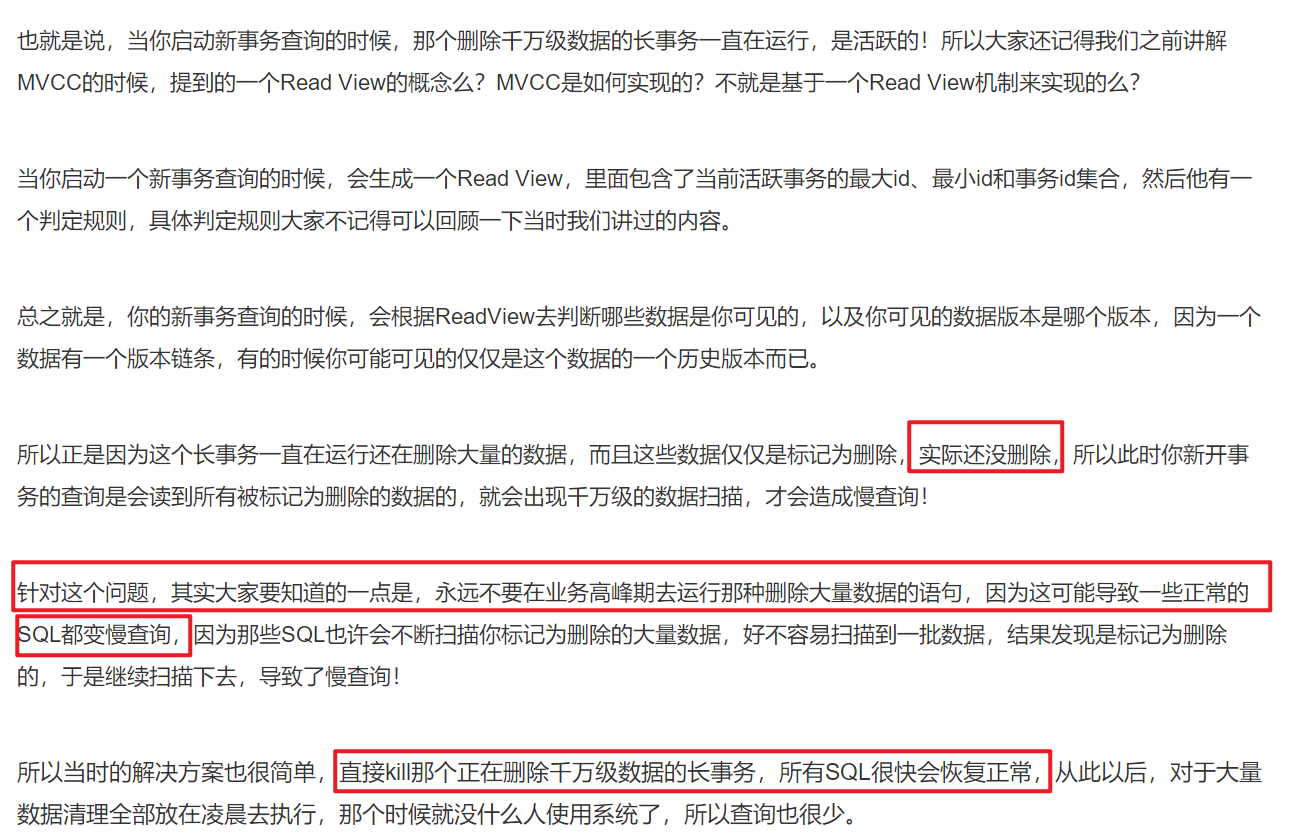 也就是说，当你启动新事务查询的时候，那个删除千万级数据的长事务一直在运行，是活跃的！所以大家还记得我们之前讲解
MVCC的时候，提到的一个Read View的概念么？MVCC是如何实现的？不就是基于一个Read View机制来实现的么？
当你启动一个新事务查询的时候，会生成一个Read View，里面包含了当前活跃事务的最大id、最小id和事务id集合，然后他有一
个判定规则，具体判定规则大家不记得可以回顾一下当时我们讲过的内容。
总之就是，你的新事务查询的时候，会根据ReadView去判断哪些数据是你可见的，以及你可见的数据版本是哪个版本，因为一个
数据有一个版本链条，有的时候你可能可见的仅仅是这个数据的一个历史版本而已。
所以正是因为这个长事务一直在运行还在删除大量的数据，而且这些数据仅仅是标记为删除，实际还没删除，所以此时你新开事
务的查询是会读到所有被标记为删除的数据的，就会出现千万级的数据扫描，才会造成慢查询！
针对这个问题，其实大家要知道的一点是，永远不要在业务高峰期去运行那种删除大量数据的语句，因为这可能导致一些正常的
SQL都变慢查询，因为那些SQL也许会不断扫描你标记为删除的大量数据，好不容易扫描到一批数据，结果发现是标记为删除
的，于是继续扫描下去，导致了慢查询！
所以当时的解决方案也很简单，直接kill那个正在删除千万级数据的长事务，所有SQL很快会恢复正常，从此以后，对于大量
数据清理全部放在凌晨去执行，那个时候就没什么人使用系统了，所以查询也很少。